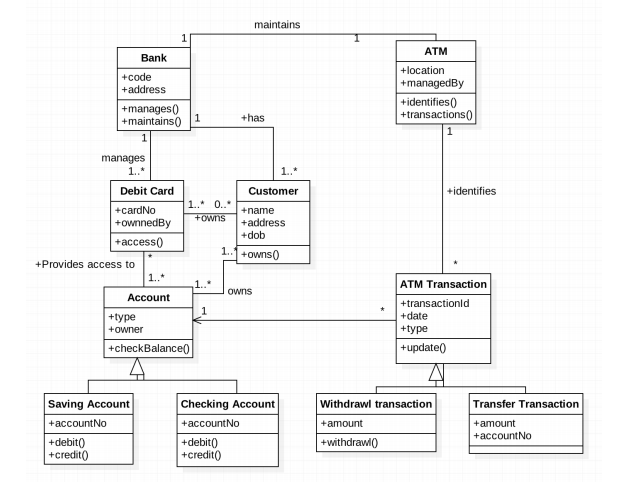 maintains
1
1
Bank
+code
+address
+manages()
+maintains()
ATM
+location
+managedBy
+identifies()
+transactions()
1
+has
1
1
manages
1..*
1..*
Debit Card
+cardNo
+ownnedBy
+access()
1..*
0..*
+owns
Customer
+name
+address
+dob
+owns()
+identifies
*
+Provides access to
*
1..*
1..*
1..*
owns
Account
+type
+owner
+checkBalance()
1
*
ATM Transaction
+transactionId
+date
+type
+update()
Saving Account
+accountNo
+debit()
+credit()
Checking Account
+accountNo
+debit()
+credit()
Withdrawl transaction
+amount
+withdrawl()
Transfer Transaction
+amount
+accountNo